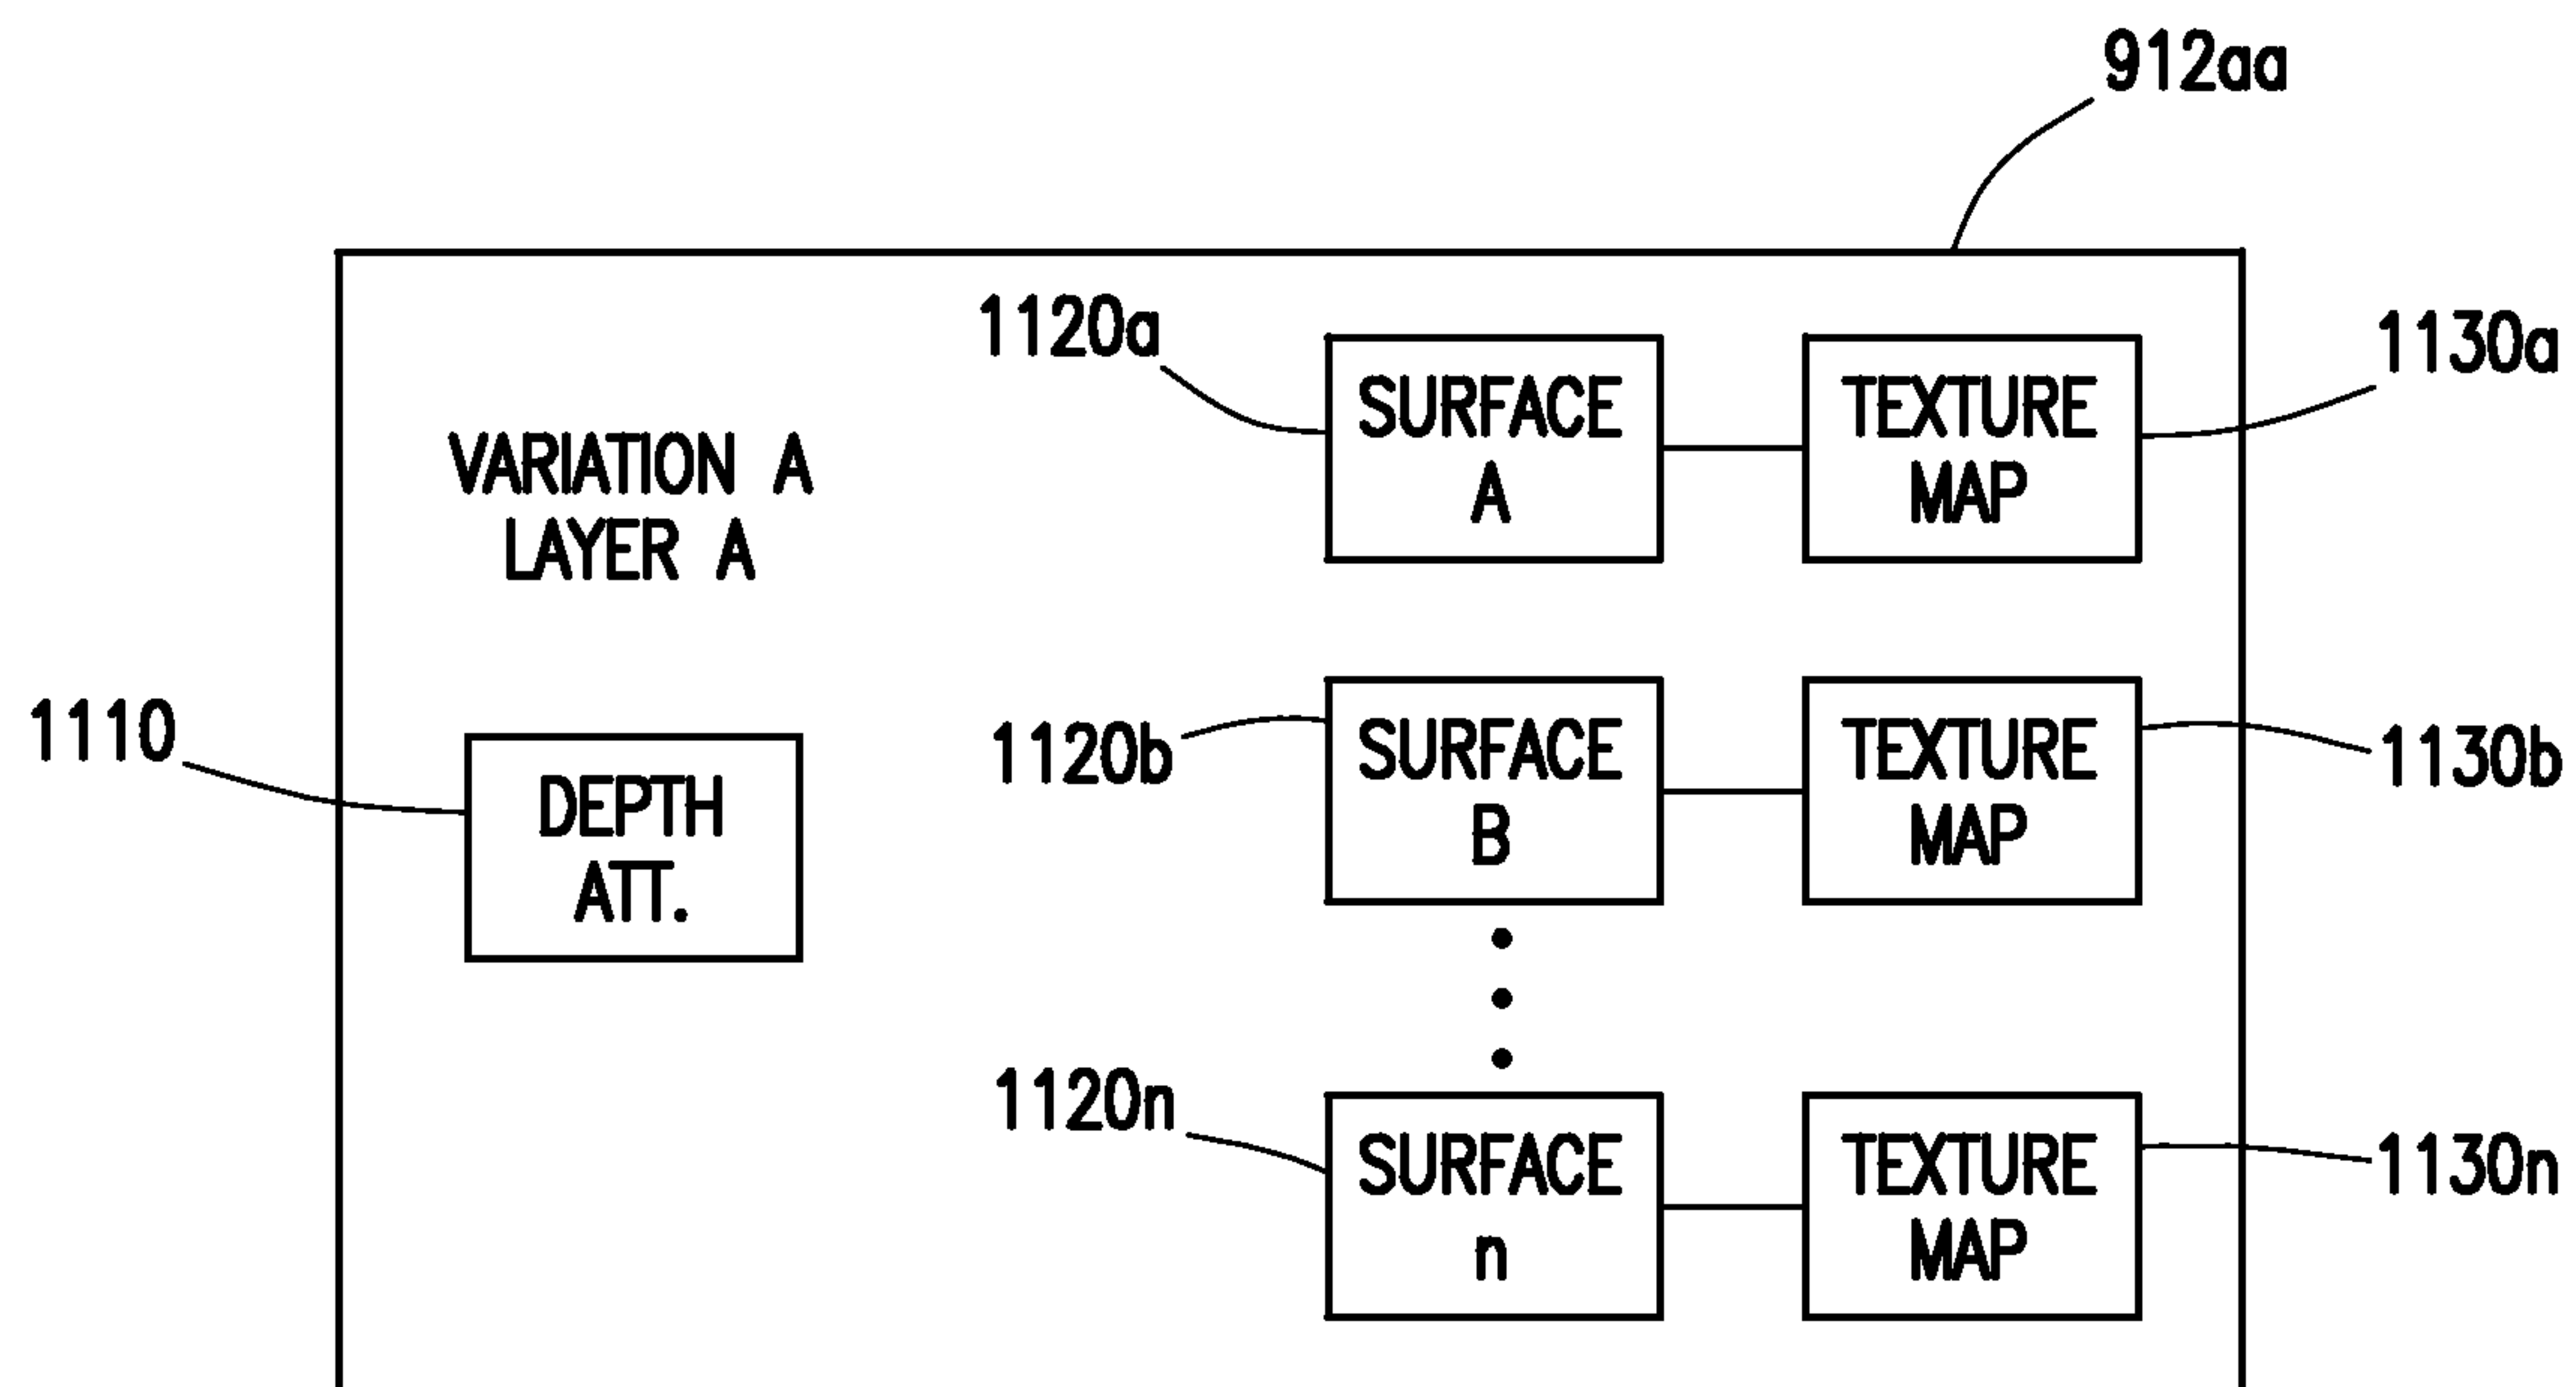 912aa
1120a
SURFACE
A
TEXTURE
MAP
1130a
VARIATION A
LAYER A
1110
DEPTH
ATT.
1120b
SURFACE
B
TEXTURE
MAP
1130b
1120n
SURFACE
n
TEXTURE
MAP
1130n